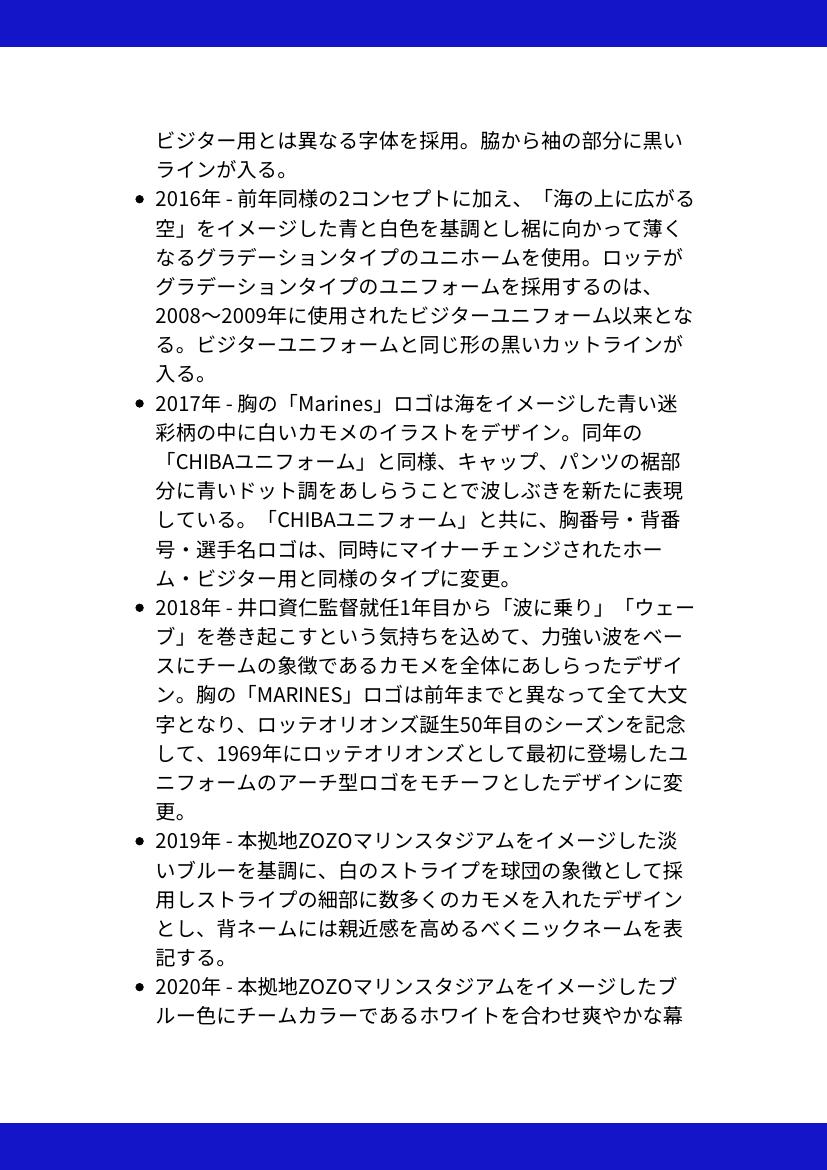 ビジター用とは異なる字体を採用。脇から袖の部分に黒い
ラインが入る。
• 2016年 - 前年同様の2コンセプトに加え、「海の上に広がる
空」をイメージした青と白色を基調とし裾に向かって薄く
なるグラデーションタイプのユニホームを使用。ロッテが
グラデーションタイプのユニフォームを採用するのは、
2008〜2009年に使用されたビジターユニフォーム以来とな
る。ビジターユニフォームと同じ形の黒いカットラインが
入る。
• 2017年 - 胸の「Marines」ロゴは海をイメージした青い迷
彩柄の中に白いカモメのイラストをデザイン。同年の
「CHIBAユニフォーム」と同様、キャップ、パンツの裾部
分に青いドット調をあしらうことで波しぶきを新たに表現
している。「CHIBAユニフォーム」と共に、胸番号・背番
号・選手名ロゴは、同時にマイナーチェンジされたホー
ム・ビジター用と同様のタイプに変更。
• 2018年 - 井口資仁監督就任1年目から「波に乗り」「ウェー
ブ」を巻き起こすという気持ちを込めて、力強い波をベー
スにチームの象徴であるカモメを全体にあしらったデザイ
ン。胸の「MARINES」ロゴは前年までと異なって全て大文
字となり、ロッテオリオンズ誕生50年目のシーズンを記念
して、1969年にロッテオリオンズとして最初に登場したユ
ニフォームのアーチ型ロゴをモチーフとしたデザインに変
更。
• 2019年 - 本拠地ZOZOマリンスタジアムをイメージした淡
いブルーを基調に、白のストライプを球団の象徴として採
用しストライプの細部に数多くのカモメを入れたデザイン
とし、背ネームには親近感を高めるべくニックネームを表
記する。
• 2020年 - 本拠地ZOZOマリンスタジアムをイメージしたブ
ルー色にチームカラーであるホワイトを合わせ爽やかな幕